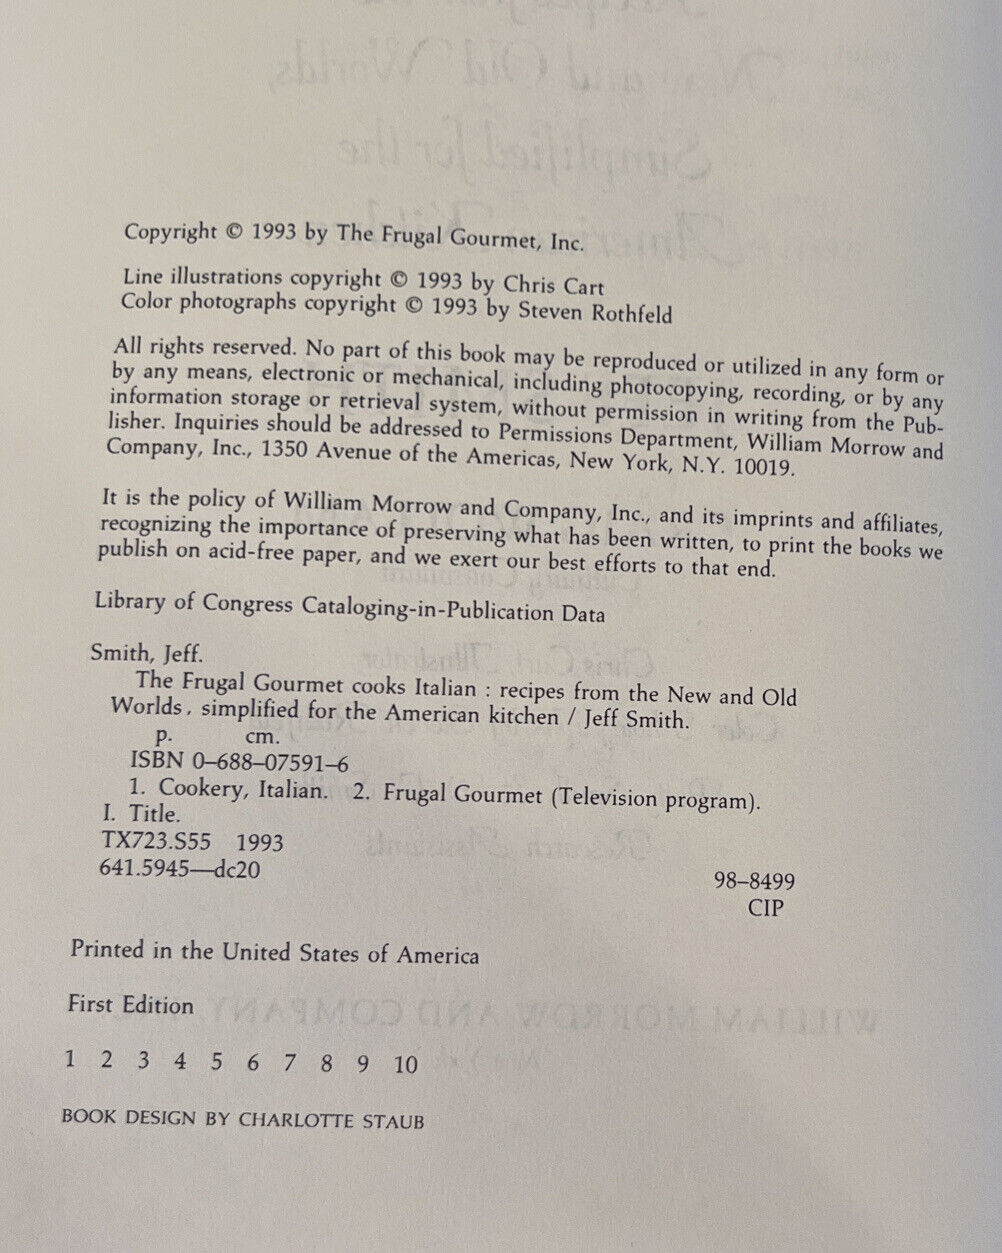 Copyright © 1993 by The Frugal Gourmet, Inc.
Line illustrations copyright © 1993 by Chris Cart
Color photographs copyright © 1993 by Steven Rothfeld
All rights reserved. No part of this book may be reproduced or utilized in any form or
by any means, electronic or mechanical, including photocopying, recording, or by any
information storage or retrieval system, without permission in writing from the Pub-
lisher. Inquiries should be addressed to Permissions Department, William Morrow and
Company, Inc., 1350 Avenue of the Americas, New York, N.Y. 10019.
It is the policy of William Morrow and Company, Inc., and its imprints and affiliates,
recognizing the importance of preserving what has been written, to print the books we
publish on acid-free paper, and we exert our best efforts to that end.
Library of Congress Cataloging-in-Publication Data
Smith, Jeff.
The Frugal Gourmet cooks Italian : recipes from the New and Old
Worlds, simplified for the American kitchen / Jeff Smith.
p. cm.
ISBN 0–688–07591–6
1. Cookery, Italian. 2. Frugal Gourmet (Television program).
I. Title.
TX723.S55 1993
641.5945—dc20
98–8499
CIP
Printed in the United States of America
First Edition
1 2 3 4 5 6 7 8 9 10
BOOK DESIGN BY CHARLOTTE STAUB